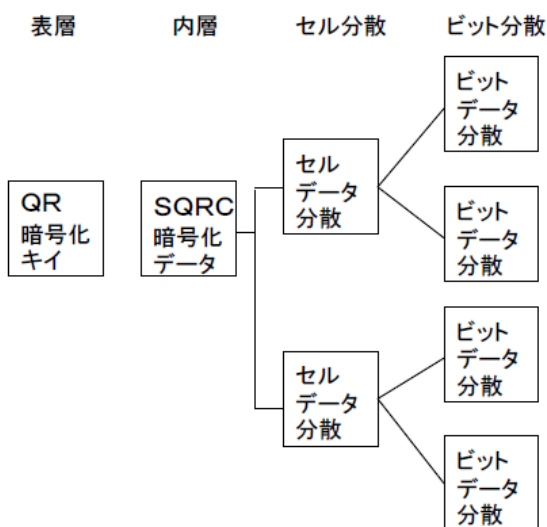 表層 内層 セル分散 ビット分散
QR
暗号化
キイ
SQRC
暗号化
データ
セル
データ
分散
セル
データ
分散
ビット
データ
分散
ビット
データ
分散
ビット
データ
分散
ビット
データ
分散